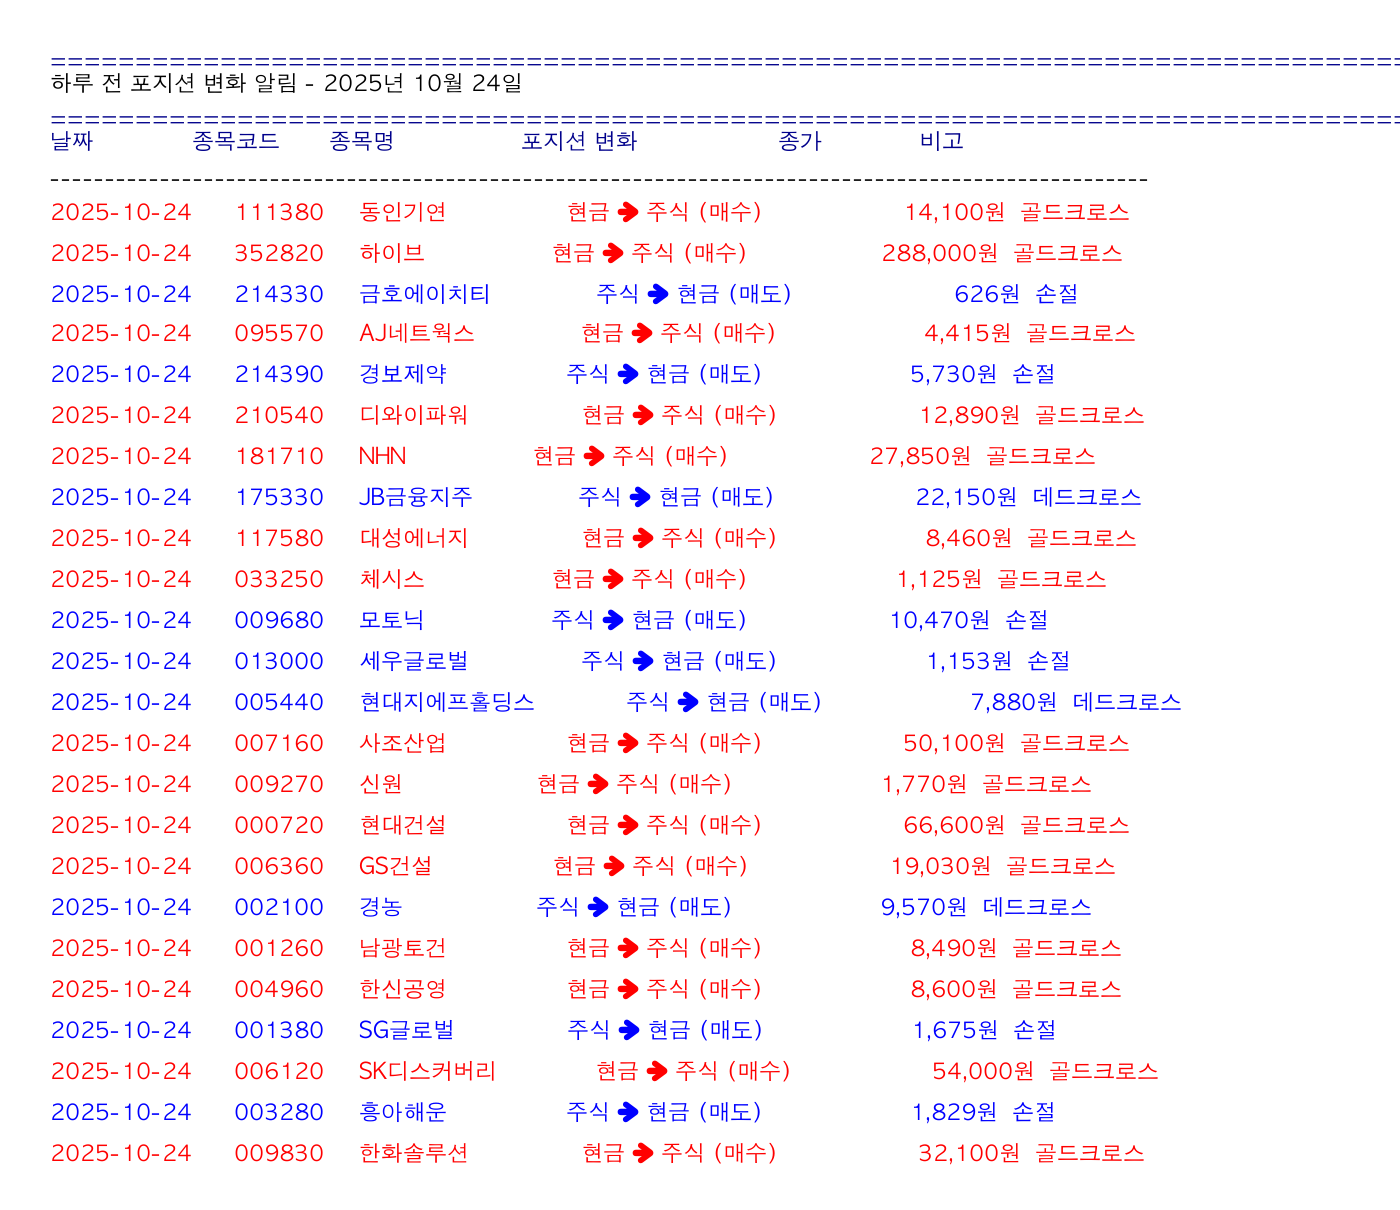 ================================================================================
하루 전 포지션 변화 알림 - 2025년 10월 24일
================================================================================
날짜 종목코드 종목명 포지션 변화 종가 비고
----------------------------------------------------------------------------------------------------
2025-10-24 111380 동인기연 현금 🡺 주식 (매수) 14,100원 골드크로스
2025-10-24 352820 하이브 현금 🡺 주식 (매수) 288,000원 골드크로스
2025-10-24 214330 금호에이치티 주식 🡺 현금 (매도) 626원 손절
2025-10-24 095570 AJ네트웍스 현금 🡺 주식 (매수) 4,415원 골드크로스
2025-10-24 214390 경보제약 주식 🡺 현금 (매도) 5,730원 손절
2025-10-24 210540 디와이파워 현금 🡺 주식 (매수) 12,890원 골드크로스
2025-10-24 181710 NHN 현금 🡺 주식 (매수) 27,850원 골드크로스
2025-10-24 175330 JB금융지주 주식 🡺 현금 (매도) 22,150원 데드크로스
2025-10-24 117580 대성에너지 현금 🡺 주식 (매수) 8,460원 골드크로스
2025-10-24 033250 체시스 현금 🡺 주식 (매수) 1,125원 골드크로스
2025-10-24 009680 모토닉 주식 🡺 현금 (매도) 10,470원 손절
2025-10-24 013000 세우글로벌 주식 🡺 현금 (매도) 1,153원 손절
2025-10-24 005440 현대지에프홀딩스 주식 🡺 현금 (매도) 7,880원 데드크로스
2025-10-24 007160 사조산업 현금 🡺 주식 (매수) 50,100원 골드크로스
2025-10-24 009270 신원 현금 🡺 주식 (매수) 1,770원 골드크로스
2025-10-24 000720 현대건설 현금 🡺 주식 (매수) 66,600원 골드크로스
2025-10-24 006360 GS건설 현금 🡺 주식 (매수) 19,030원 골드크로스
2025-10-24 002100 경농 주식 🡺 현금 (매도) 9,570원 데드크로스
2025-10-24 001260 남광토건 현금 🡺 주식 (매수) 8,490원 골드크로스
2025-10-24 004960 한신공영 현금 🡺 주식 (매수) 8,600원 골드크로스
2025-10-24 001380 SG글로벌 주식 🡺 현금 (매도) 1,675원 손절
2025-10-24 006120 SK디스커버리 현금 🡺 주식 (매수) 54,000원 골드크로스
2025-10-24 003280 흥아해운 주식 🡺 현금 (매도) 1,829원 손절
2025-10-24 009830 한화솔루션 현금 🡺 주식 (매수) 32,100원 골드크로스